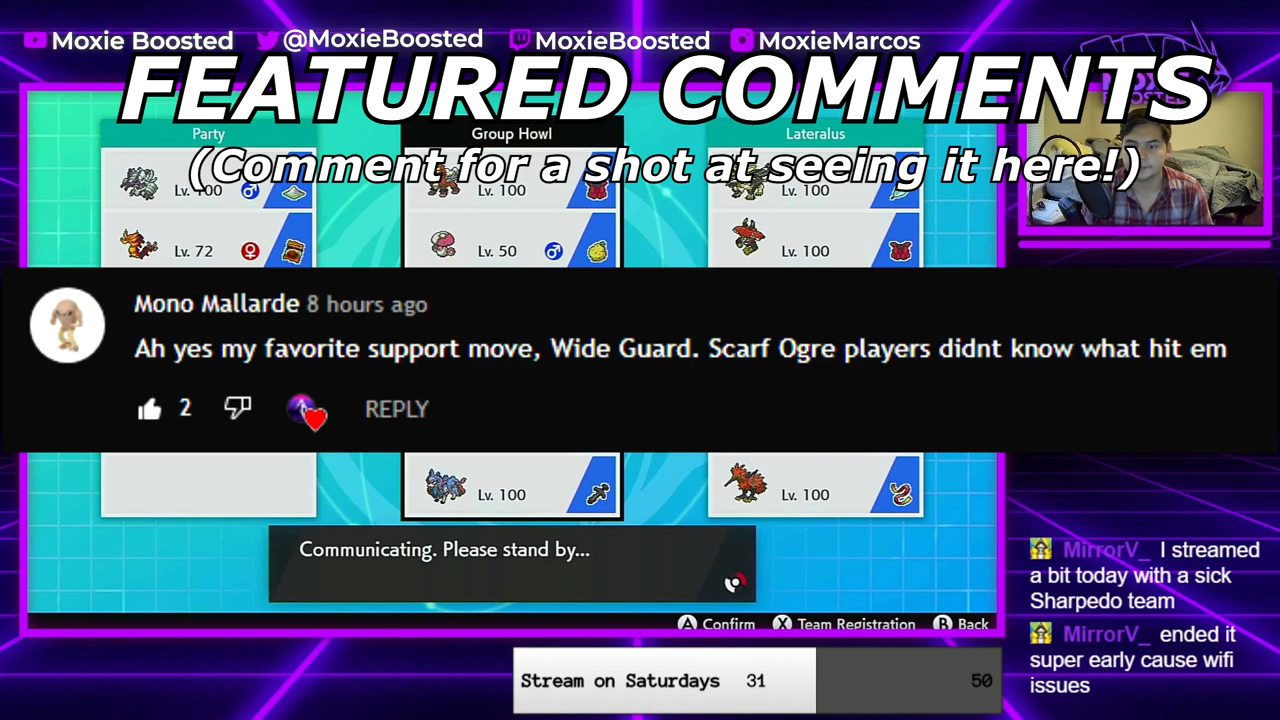 Moxie Boosted @MoxieBoosted MoxieBoosted MoxieMarcos
FEATURED COMMENTS
(Comment for a shot at seeing it here!)
Party
Lv. 100
Lv. 72
Group Howl
Lv. 100
Lv. 50
Lateralus
Lv. 100
Lv. 100
Mono Mallarde 8 hours ago
Ah yes my favorite support move, Wide Guard. Scarf Ogre players didnt know what hit em
2 REPLY
Lv. 100
Lv. 100
Communicating. Please stand by...
A Confirm X Team Registration B Back
Stream on Saturdays 31 50
MirrorV_ I streamed
a bit today with a sick
Sharpedo team
MirrorV_ ended it
super early cause wifi
issues